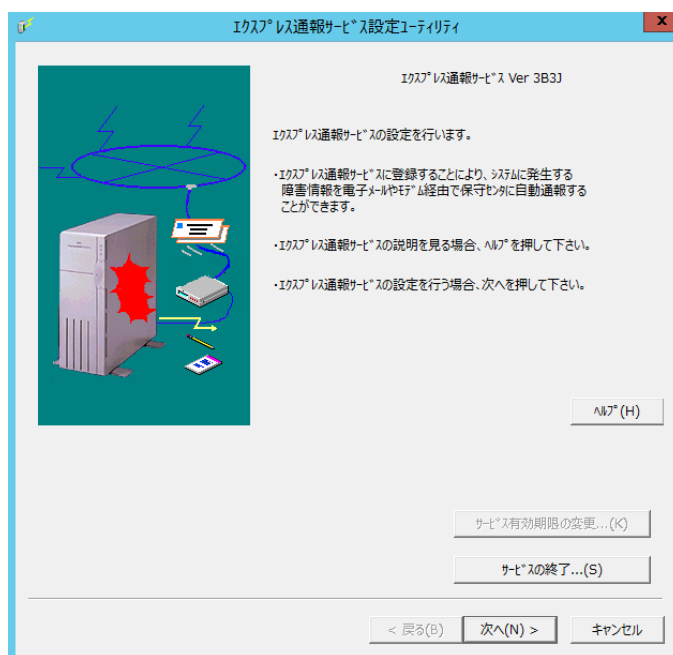 ｴｸｽﾌﾟﾚｽ通報ｻｰﾋﾞｽ設定ﾕｰﾃｨﾘﾃｨ
x
ｴｸｽﾌﾟﾚｽ通報ｻｰﾋﾞｽ Ver 3B3J
ｴｸｽﾌﾟﾚｽ通報ｻｰﾋﾞｽの設定を行います。
･ｴｸｽﾌﾟﾚｽ通報ｻｰﾋﾞｽに登録することにより､ｼｽﾃﾑに発生する
障害情報を電子ﾒｰﾙやﾓﾃﾞﾑ経由で保守ｾﾝﾀに自動通報する
ことができます。
･ｴｸｽﾌﾟﾚｽ通報ｻｰﾋﾞｽの説明を見る場合､ﾍﾙﾌﾟを押して下さい。
･ｴｸｽﾌﾟﾚｽ通報ｻｰﾋﾞｽの設定を行う場合､次へを押して下さい。
ﾍﾙﾌﾟ(H)
ｻｰﾋﾞｽ有効期限の変更...(K)
ｻｰﾋﾞｽの終了...(S)
< 戻る(B)
次へ(N) >
キャンセル